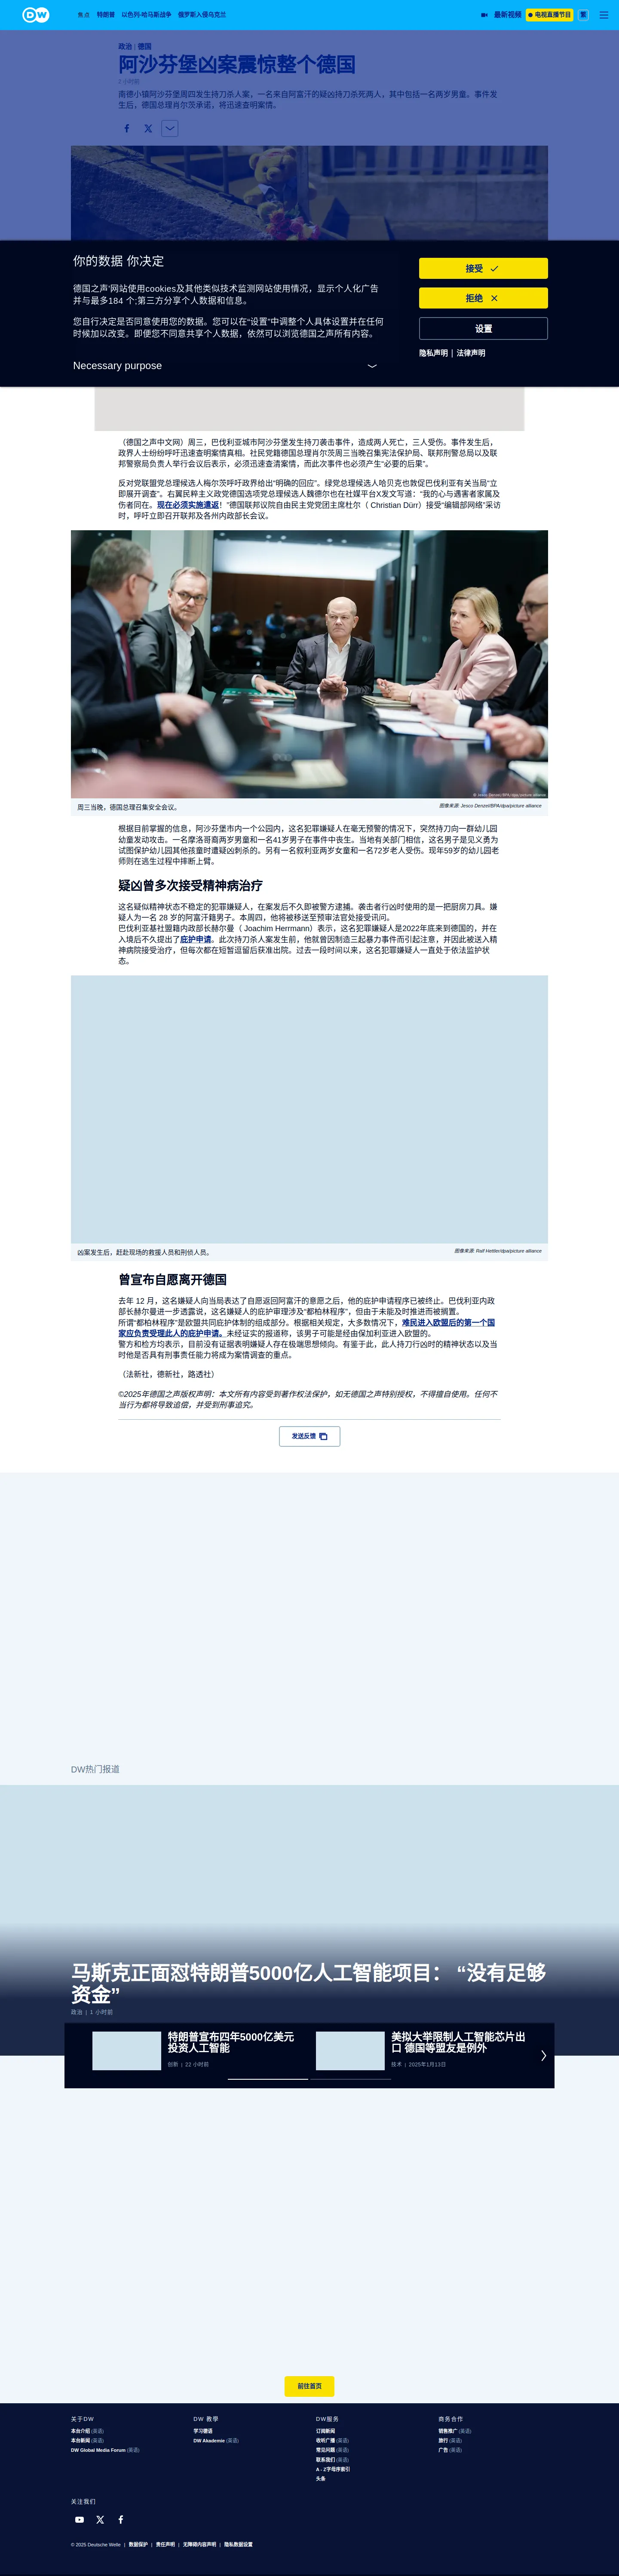 DW
焦点 特朗普 以色列-哈马斯战争 俄罗斯入侵乌克兰
最新视频 电视直播节目 繁
政治 | 德国
阿沙芬堡凶案震惊整个德国
2 小时前
南德小镇阿沙芬堡周四发生持刀杀人案，一名来自阿富汗的疑凶持刀杀死两人，其中包括一名两岁男童。事件发
生后，德国总理肖尔茨承诺，将迅速查明案情。
你的数据 你决定
德国之声"网站使用cookies及其他类似技术监测网站使用情况，显示个人化广告
并与最多184 个;第三方分享个人数据和信息。
您自行决定是否同意使用您的数据。您可以在“设置”中调整个人具体设置并在任何
时候加以改变。即便您不同意共享个人数据，依然可以浏览德国之声所有内容。
Necessary purpose
接受
拒绝
设置
隐私声明 | 法律声明
（德国之声中文网）周三，巴伐利亚城市阿沙芬堡发生持刀袭击事件，造成两人死亡，三人受伤。事件发生后，
政界人士纷纷呼吁迅速查明案情真相。社民党籍德国总理肖尔茨周三当晚召集宪法保护局、联邦刑警总局以及联
邦警察局负责人举行会议后表示，必须迅速查清案情，而此次事件也必须产生“必要的后果”。
反对党联盟党总理候选人梅尔茨呼吁政界给出“明确的回应”。绿党总理候选人哈贝克也敦促巴伐利亚有关当局“立
即展开调查”。右翼民粹主义政党德国选项党总理候选人魏德尔也在社媒平台X发文写道：“我的心与遇害者家属及
伤者同在。现在必须实施遣返！”德国联邦议院自由民主党党团主席杜尔（ Christian Dürr）接受“编辑部网络”采访
时，呼吁立即召开联邦及各州内政部长会议。
© Jesco Denzel/BPA/dpa/picture alliance
周三当晚，德国总理召集安全会议。
图像来源: Jesco Denzel/BPA/dpa/picture alliance
根据目前掌握的信息，阿沙芬堡市内一个公园内，这名犯罪嫌疑人在毫无预警的情况下，突然持刀向一群幼儿园
幼童发动攻击。一名摩洛哥裔两岁男童和一名41岁男子在事件中丧生。当地有关部门相信，这名男子是见义勇为
试图保护幼儿园其他孩童时遭疑凶刺杀的。另有一名叙利亚两岁女童和一名72岁老人受伤。现年59岁的幼儿园老
师则在逃生过程中摔断上臂。
疑凶曾多次接受精神病治疗
这名疑似精神状态不稳定的犯罪嫌疑人，在案发后不久即被警方逮捕。袭击者行凶时使用的是一把厨房刀具。嫌
疑人为一名 28 岁的阿富汗籍男子。本周四，他将被移送至预审法官处接受讯问。
巴伐利亚基社盟籍内政部长赫尔曼（ Joachim Herrmann）表示，这名犯罪嫌疑人是2022年底来到德国的，并在
入境后不久提出了庇护申请。此次持刀杀人案发生前，他就曾因制造三起暴力事件而引起注意，并因此被送入精
神病院接受治疗，但每次都在短暂逗留后获准出院。过去一段时间以来，这名犯罪嫌疑人一直处于依法监护状
态。
凶案发生后，赶赴现场的救援人员和刑侦人员。
图像来源: Ralf Hettler/dpa/picture alliance
曾宣布自愿离开德国
去年 12 月，这名嫌疑人向当局表达了自愿返回阿富汗的意愿之后，他的庇护申请程序已被终止。巴伐利亚内政
部长赫尔曼进一步透露说，这名嫌疑人的庇护审理涉及“都柏林程序”，但由于未能及时推进而被搁置。
所谓“都柏林程序”是欧盟共同庇护体制的组成部分。根据相关规定，大多数情况下，难民进入欧盟后的第一个国
家应负责受理此人的庇护申请。未经证实的报道称，该男子可能是经由保加利亚进入欧盟的。
警方和检方均表示，目前没有证据表明嫌疑人存在极端思想倾向。有鉴于此，此人持刀行凶时的精神状态以及当
时他是否具有刑事责任能力将成为案情调查的重点。
（法新社，德新社，路透社）
©2025年德国之声版权声明：本文所有内容受到著作权法保护，如无德国之声特别授权，不得擅自使用。任何不
当行为都将导致追偿，并受到刑事追究。
发送反馈
DW热门报道
马斯克正面怼特朗普5000亿人工智能项目： “没有足够
资金”
政治 | 1 小时前
特朗普宣布四年5000亿美元
投资人工智能
创新 | 22 小时前
美拟大举限制人工智能芯片出
口 德国等盟友是例外
技术 | 2025年1月13日
前往首页
关于DW
本台介绍 (英语)
本台新闻 (英语)
DW Global Media Forum (英语)
DW 教學
学习德语
DW Akademie (英语)
DW服务
订阅新闻
收听广播 (英语)
常见问题 (英语)
联系我们 (英语)
A - Z字母序索引
头条
商务合作
销售推广 (英语)
旅行 (英语)
广告 (英语)
关注我们
© 2025 Deutsche Welle | 数据保护 | 责任声明 | 无障碍内容声明 | 隐私数据设置